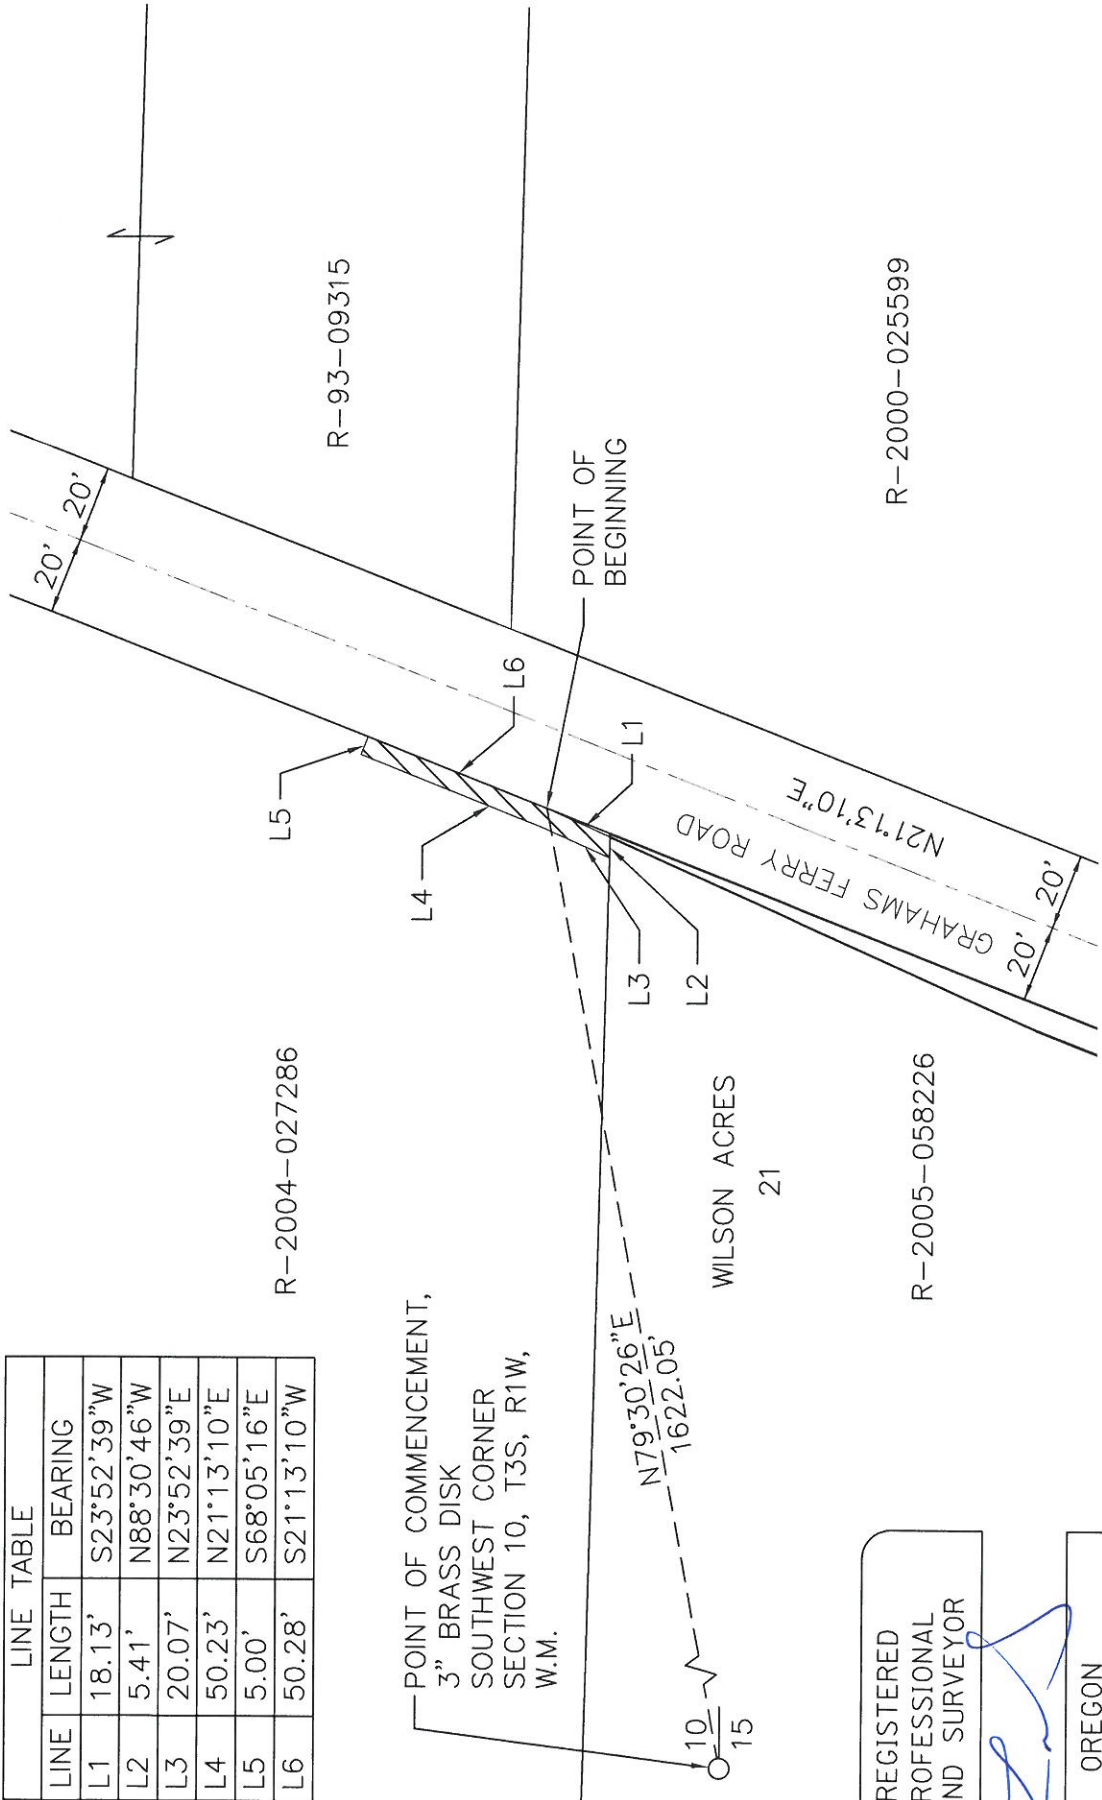 LINE TABLE
LINE LENGTH BEARING
L1 18.13' S23°52'39"W
L2 5.41' N88°30'46"W
L3 20.07' N23°52'39"E
L4 50.23' N21°13'10"E
L5 5.00' S68°05'16"E
L6 50.28' S21°13'10"W
R-2004-027286
20'
20'
R-93-09315
L5
L4
L6
POINT OF
BEGINNING
L1
L3
L2
POINT OF COMMENCEMENT,
3" BRASS DISK
SOUTHWEST CORNER
SECTION 10, T3S, R1W,
W.M.
N79°30'26"E
1622.05'
10
15
WILSON ACRES
21
GRAHAMS FERRY ROAD
N21°13'10"E
20'
20'
R-2000-025599
R-2005-058226
REGISTERED
ROFESSIONAL
ND SURVEYOR
OREGON